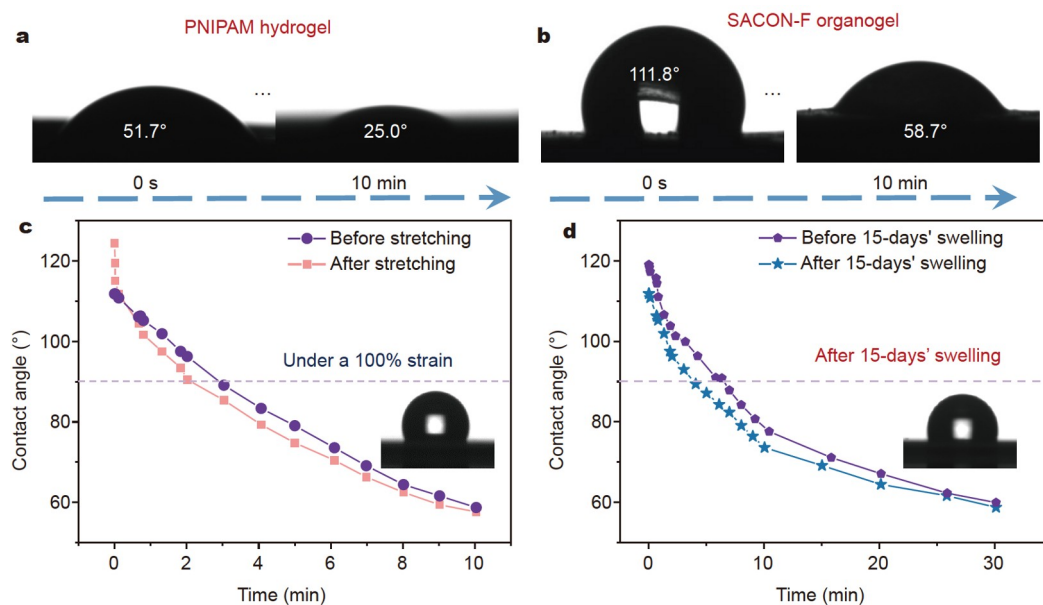 a
PNIPAM hydrogel
51.7°
...
25.0°
0 s
10 min
b
SACON-F organogel
111.8°
...
58.7°
0 s
10 min
c
Before stretching
After stretching
Under a 100% strain
Contact angle (°)
120
100
80
60
0
2
4
6
8
10
Time (min)
d
Before 15-days' swelling
After 15-days' swelling
After 15-days' swelling
Contact angle (°)
120
100
80
60
0
10
20
30
Time (min)